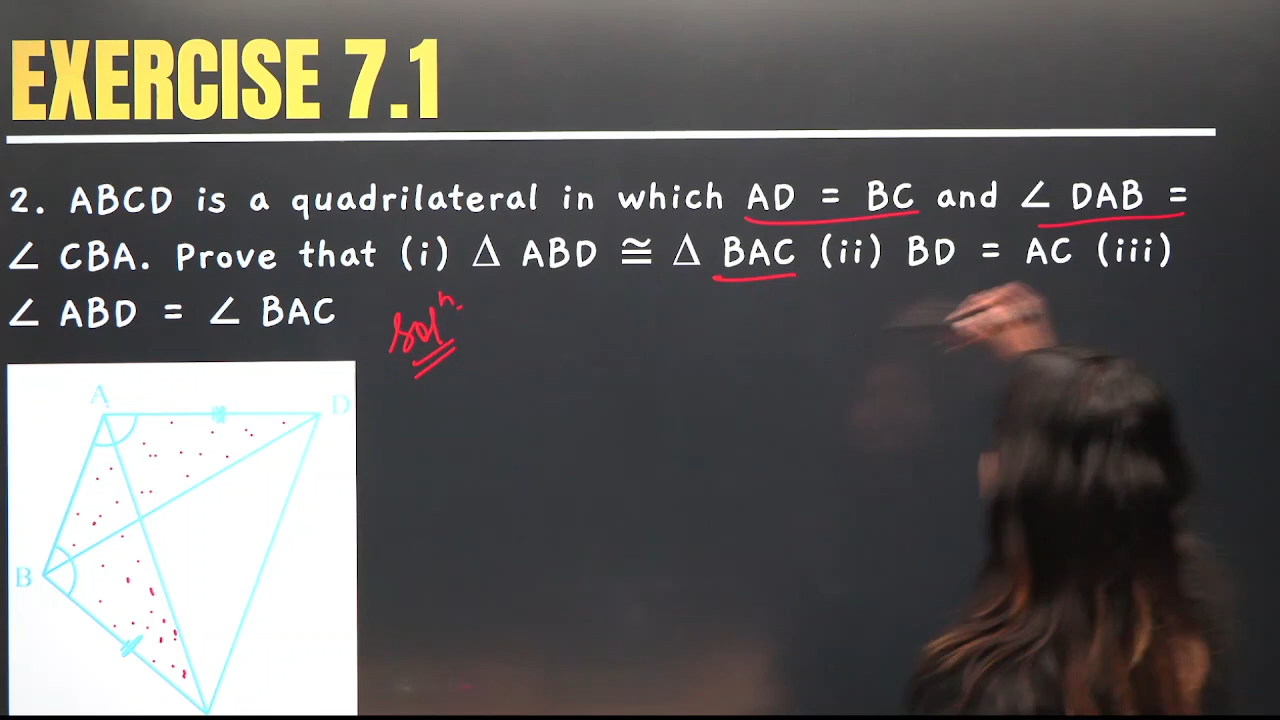 EXERCISE 7.1
2. ABCD is a quadrilateral in which AD = BC and ∠ DAB =
∠ CBA. Prove that (i) Δ ABD ≅ Δ BAC (ii) BD = AC (iii)
∠ ABD = ∠ BAC
Solⁿ.
A
D
B